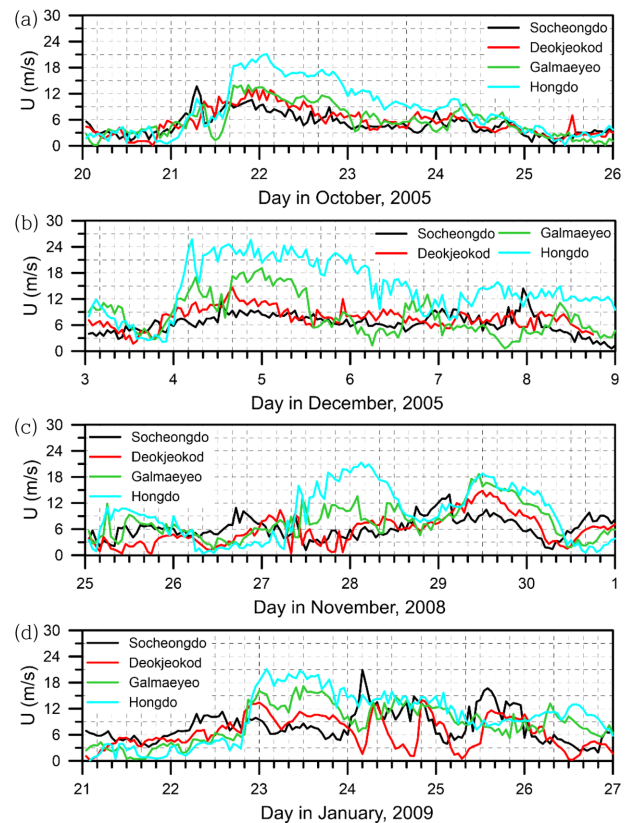 (a)
30
24
18
12
6
0
U (m/s)
Socheongdo
Deokjeokod
Galmaeyeo
Hongdo
20 21 22 23 24 25 26
Day in October, 2005
(b)
30
24
18
12
6
0
U (m/s)
Socheongdo Galmaeyeo
Deokjeokod Hongdo
3 4 5 6 7 8 9
Day in December, 2005
(c)
30
24
18
12
6
0
U (m/s)
Socheongdo
Deokjeokod
Galmaeyeo
Hongdo
25 26 27 28 29 30 1
Day in November, 2008
(d)
30
24
18
12
6
0
U (m/s)
Socheongdo
Deokjeokod
Galmaeyeo
Hongdo
21 22 23 24 25 26 27
Day in January, 2009